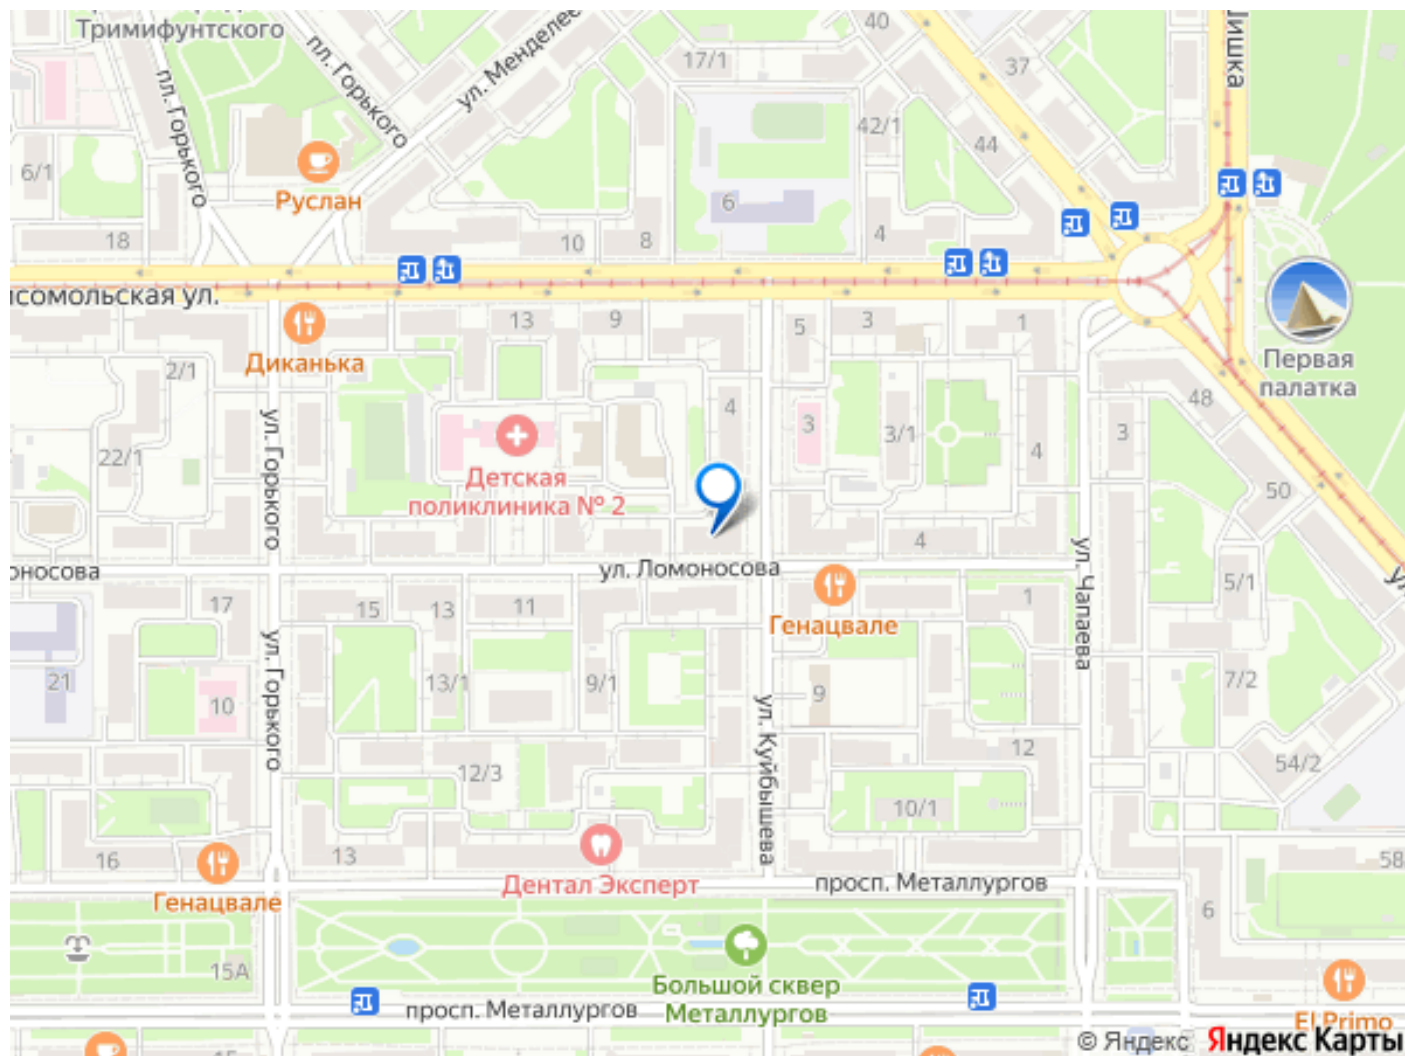 Тримифунтского
пл. Горького
пл. Горького
ул. Менделее
17/1
40
37
42/1
44
6/1
Руслан
6
18
10
8
4
сомольская ул.
Диканька
13
9
5
3
1
Первая
палатка
2/1
4
3
3/1
4
3
48
22/1
ул. Горького
Детская
поликлиника № 2
50
4
оносова
ул. Ломоносова
ул. Чапаева
5/1
17
15
13
11
Генацвале
1
ул. Горького
21
10
13/1
9/1
9
7/2
ул. Куйбышева
12/3
12
54/2
10/1
16
13
58
Генацвале
Дентал Эксперт
просп. Металлургов
6
15А
Большой сквер
Металлургов
просп. Металлургов
El Primo
© Яндекс Яндекс Карты